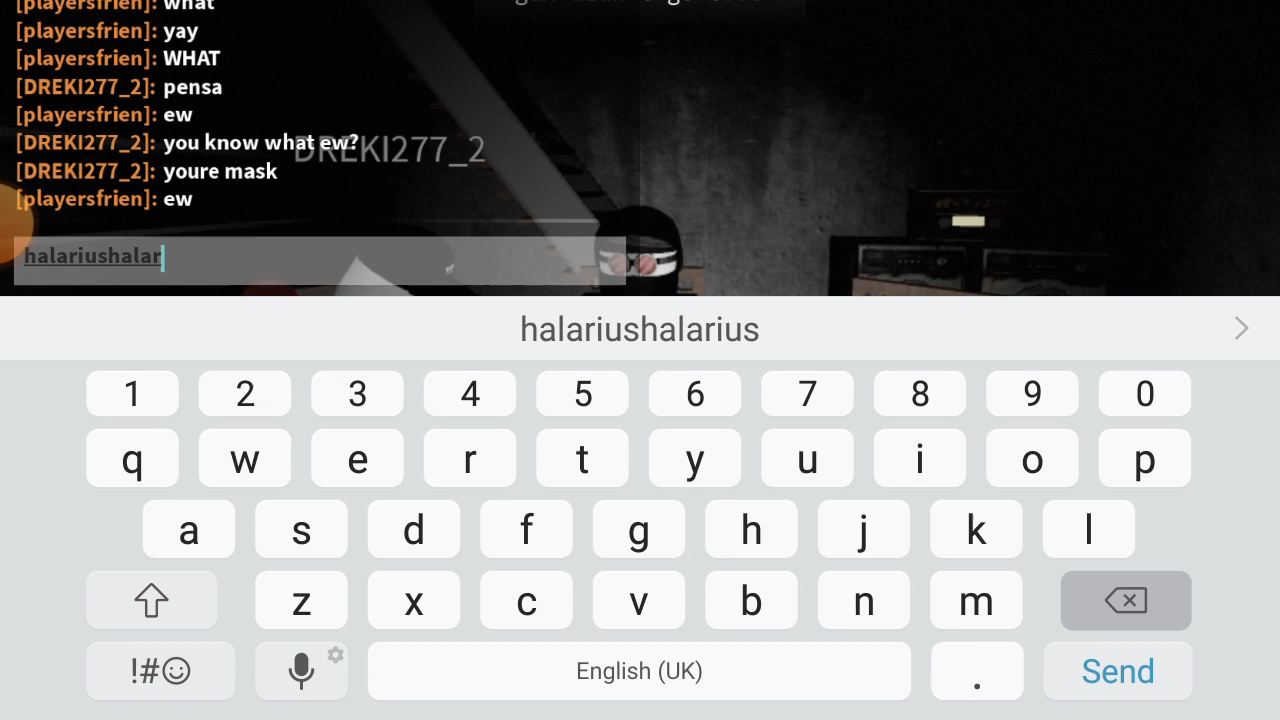 [playersfrien]: what
[playersfrien]: yay
[playersfrien]: WHAT
[DREKI277_2]: pensa
[playersfrien]: ew
[DREKI277_2]: you know what ew?
DREKI277_2
[DREKI277_2]: youre mask
[playersfrien]: ew
halariushalar
halariushalarius
1 2 3 4 5 6 7 8 9 0
q w e r t y u i o p
a s d f g h j k l
z x c v b n m
!#☺ English (UK) . Send